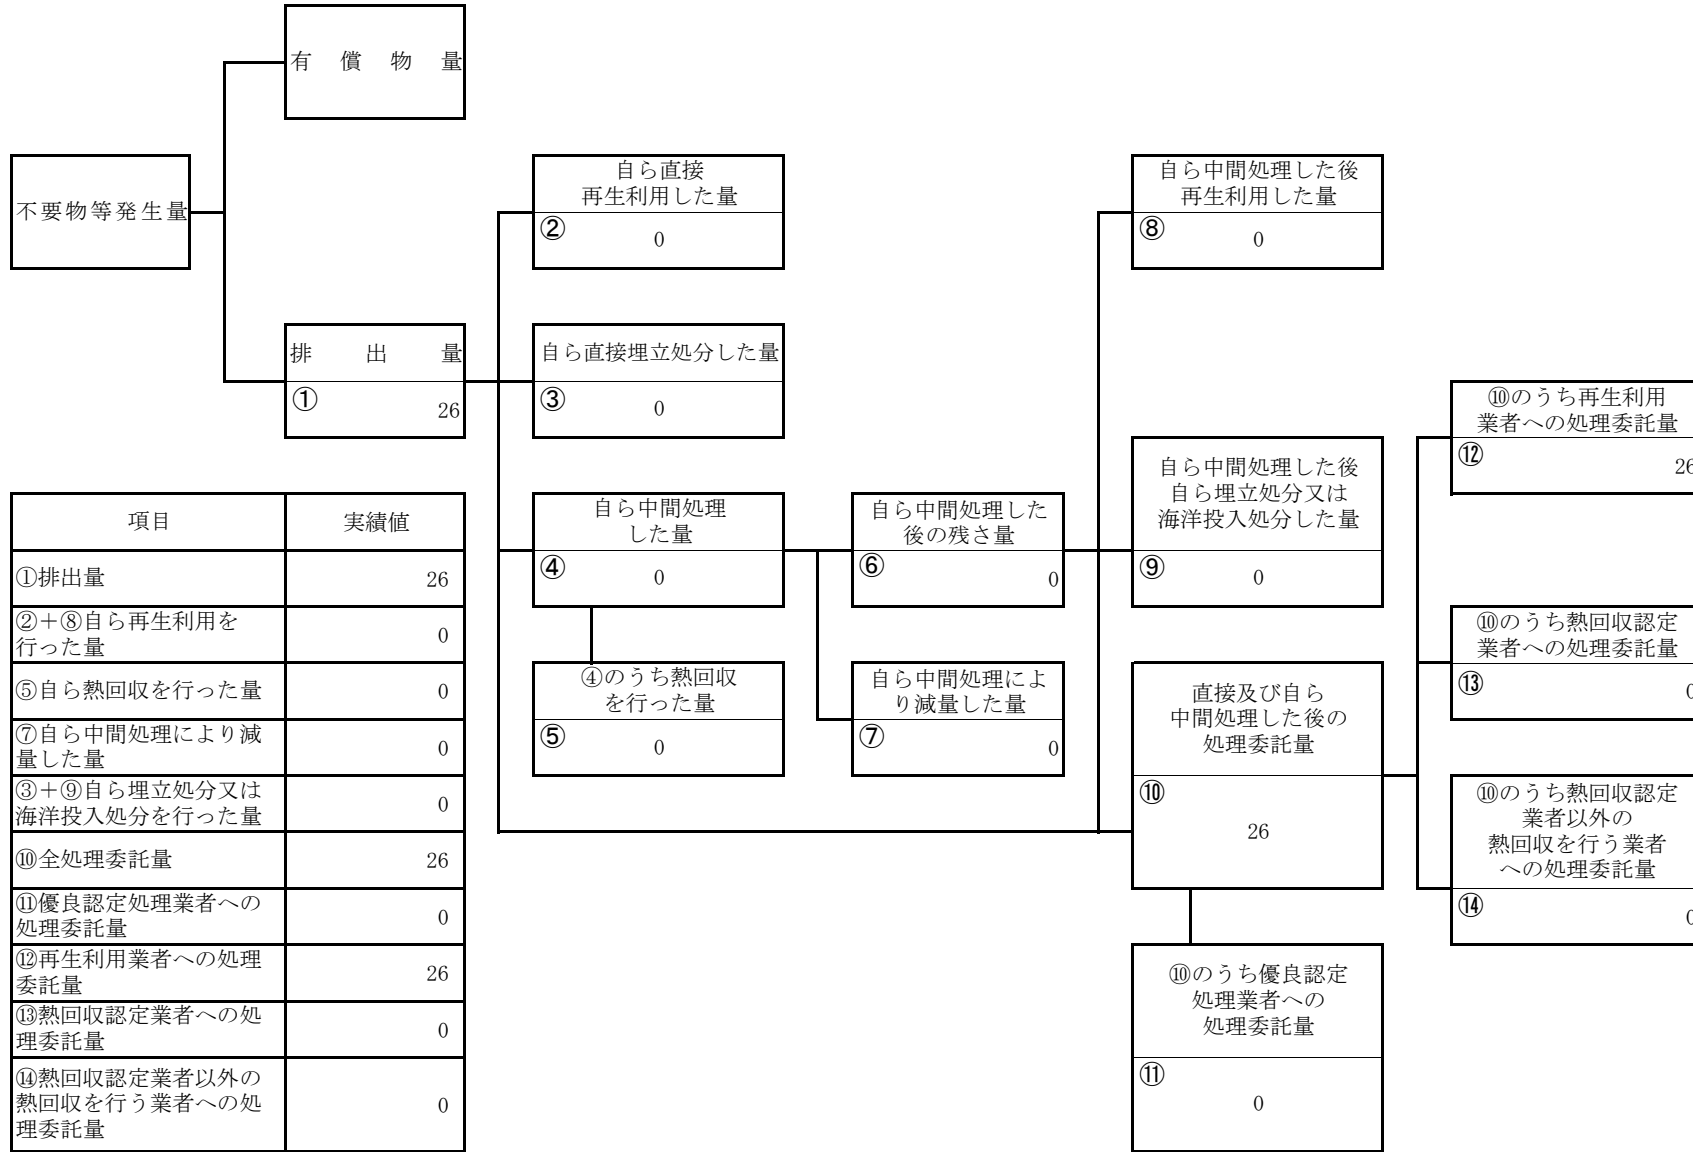 有償物量
不要物等発生量
排出量
①
26
自ら直接
再生利用した量
②
0
自ら直接埋立処分した量
③
0
自ら中間処理
した量
④
0
④のうち熱回収
を行った量
⑤
0
自ら中間処理した
後の残さ量
⑥
0
自ら中間処理によ
り減量した量
⑦
0
自ら中間処理した後
再生利用した量
⑧
0
自ら中間処理した後
自ら埋立処分又は
海洋投入処分した量
⑨
0
直接及び自ら
中間処理した後の
処理委託量
⑩
26
⑩のうち優良認定
処理業者への
処理委託量
⑪
0
⑩のうち再生利用
業者への処理委託量
⑫
26
⑩のうち熱回収認定
業者への処理委託量
⑬
0
⑩のうち熱回収認定
業者以外の
熱回収を行う業者
への処理委託量
⑭
0
項目 実績値
①排出量 26
②＋⑧自ら再生利用を
行った量 0
⑤自ら熱回収を行った量 0
⑦自ら中間処理により減
量した量 0
③＋⑨自ら埋立処分又は
海洋投入処分を行った量 0
⑩全処理委託量 26
⑪優良認定処理業者への
処理委託量 0
⑫再生利用業者への処理
委託量 26
⑬熱回収認定業者への処
理委託量 0
⑭熱回収認定業者以外の
熱回収を行う業者への処
理委託量 0